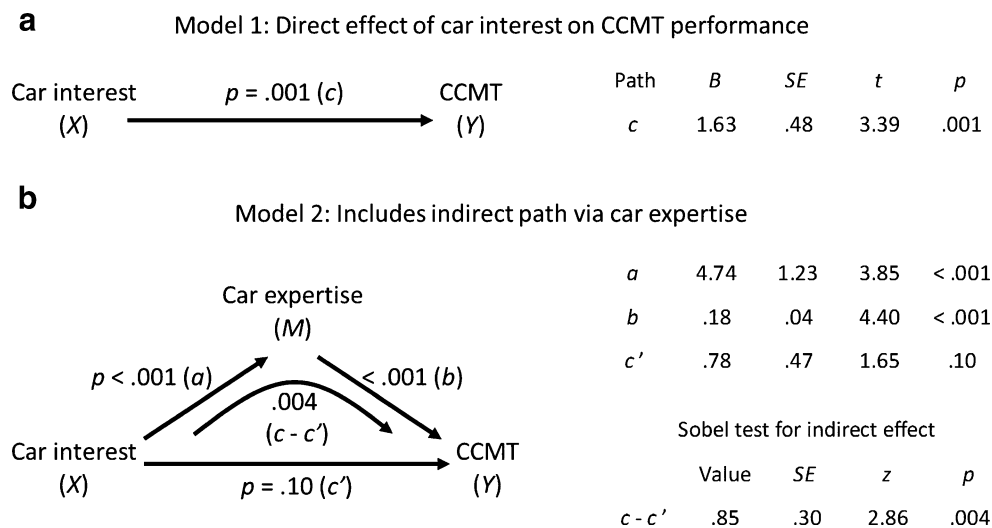 a
Model 1: Direct effect of car interest on CCMT performance
Car interest
(X)
p = .001 (c)
CCMT
(Y)
Path B SE t p
c 1.63 .48 3.39 .001
b
Model 2: Includes indirect path via car expertise
Car expertise
(M)
p < .001 (a)
< .001 (b)
.004
(c - c’)
Car interest
(X)
p = .10 (c’)
CCMT
(Y)
a 4.74 1.23 3.85 < .001
b .18 .04 4.40 < .001
c’ .78 .47 1.65 .10
Sobel test for indirect effect
Value SE z p
c - c’ .85 .30 2.86 .004